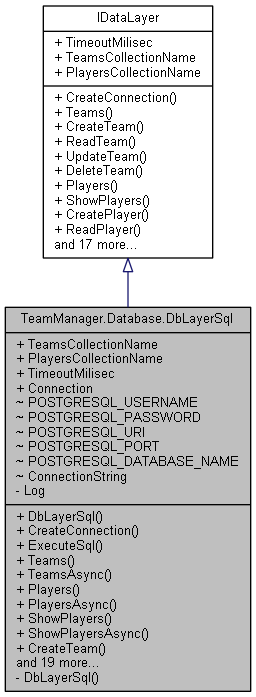 IDataLayer
+ TimeoutMilisec
+ TeamsCollectionName
+ PlayersCollectionName
+ CreateConnection()
+ Teams()
+ CreateTeam()
+ ReadTeam()
+ UpdateTeam()
+ DeleteTeam()
+ Players()
+ ShowPlayers()
+ CreatePlayer()
+ ReadPlayer()
and 17 more...
TeamManager.Database.DbLayerSql
+ TeamsCollectionName
+ PlayersCollectionName
+ TimeoutMilisec
+ Connection
~ POSTGRESQL_USERNAME
~ POSTGRESQL_PASSWORD
~ POSTGRESQL_URI
~ POSTGRESQL_PORT
~ POSTGRESQL_DATABASE_NAME
~ ConnectionString
- Log
+ DbLayerSql()
+ CreateConnection()
+ ExecuteSql()
+ Teams()
+ TeamsAsync()
+ Players()
+ PlayersAsync()
+ ShowPlayers()
+ ShowPlayersAsync()
+ CreateTeam()
and 19 more...
- DbLayerSql()